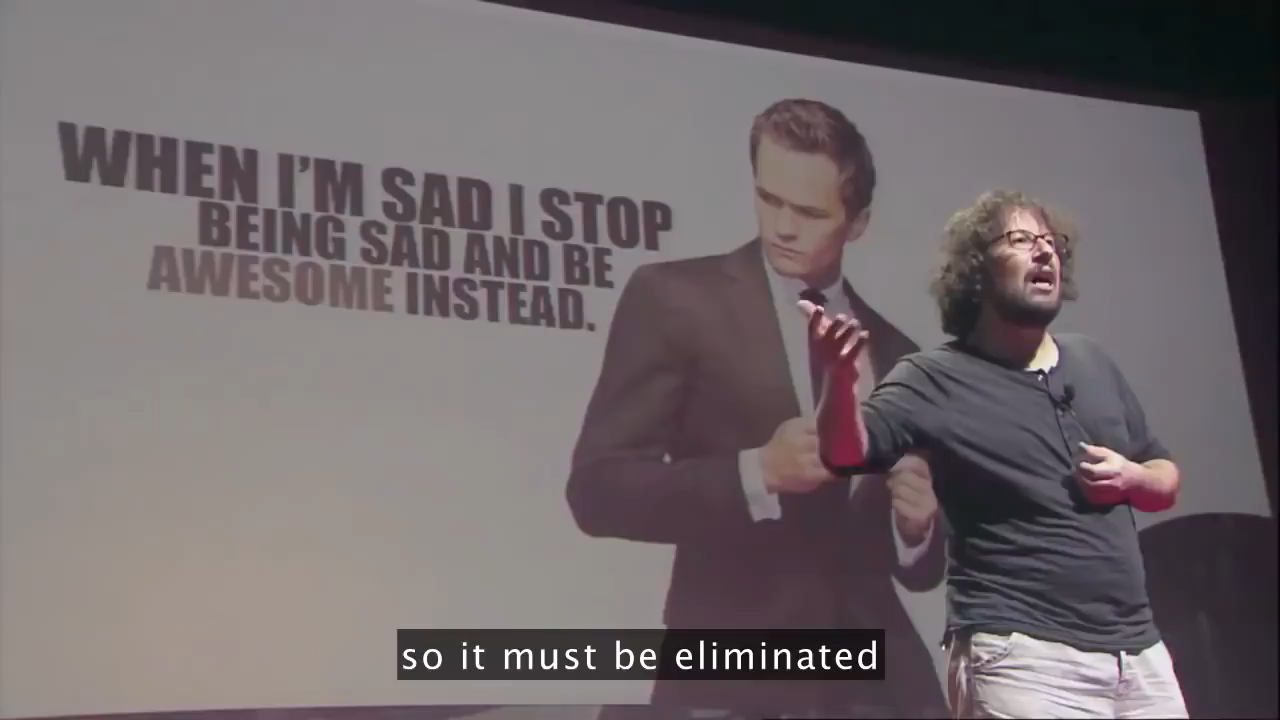 WHEN I'M SAD I STOP
BEING SAD AND BE
AWESOME INSTEAD.
so it must be eliminated